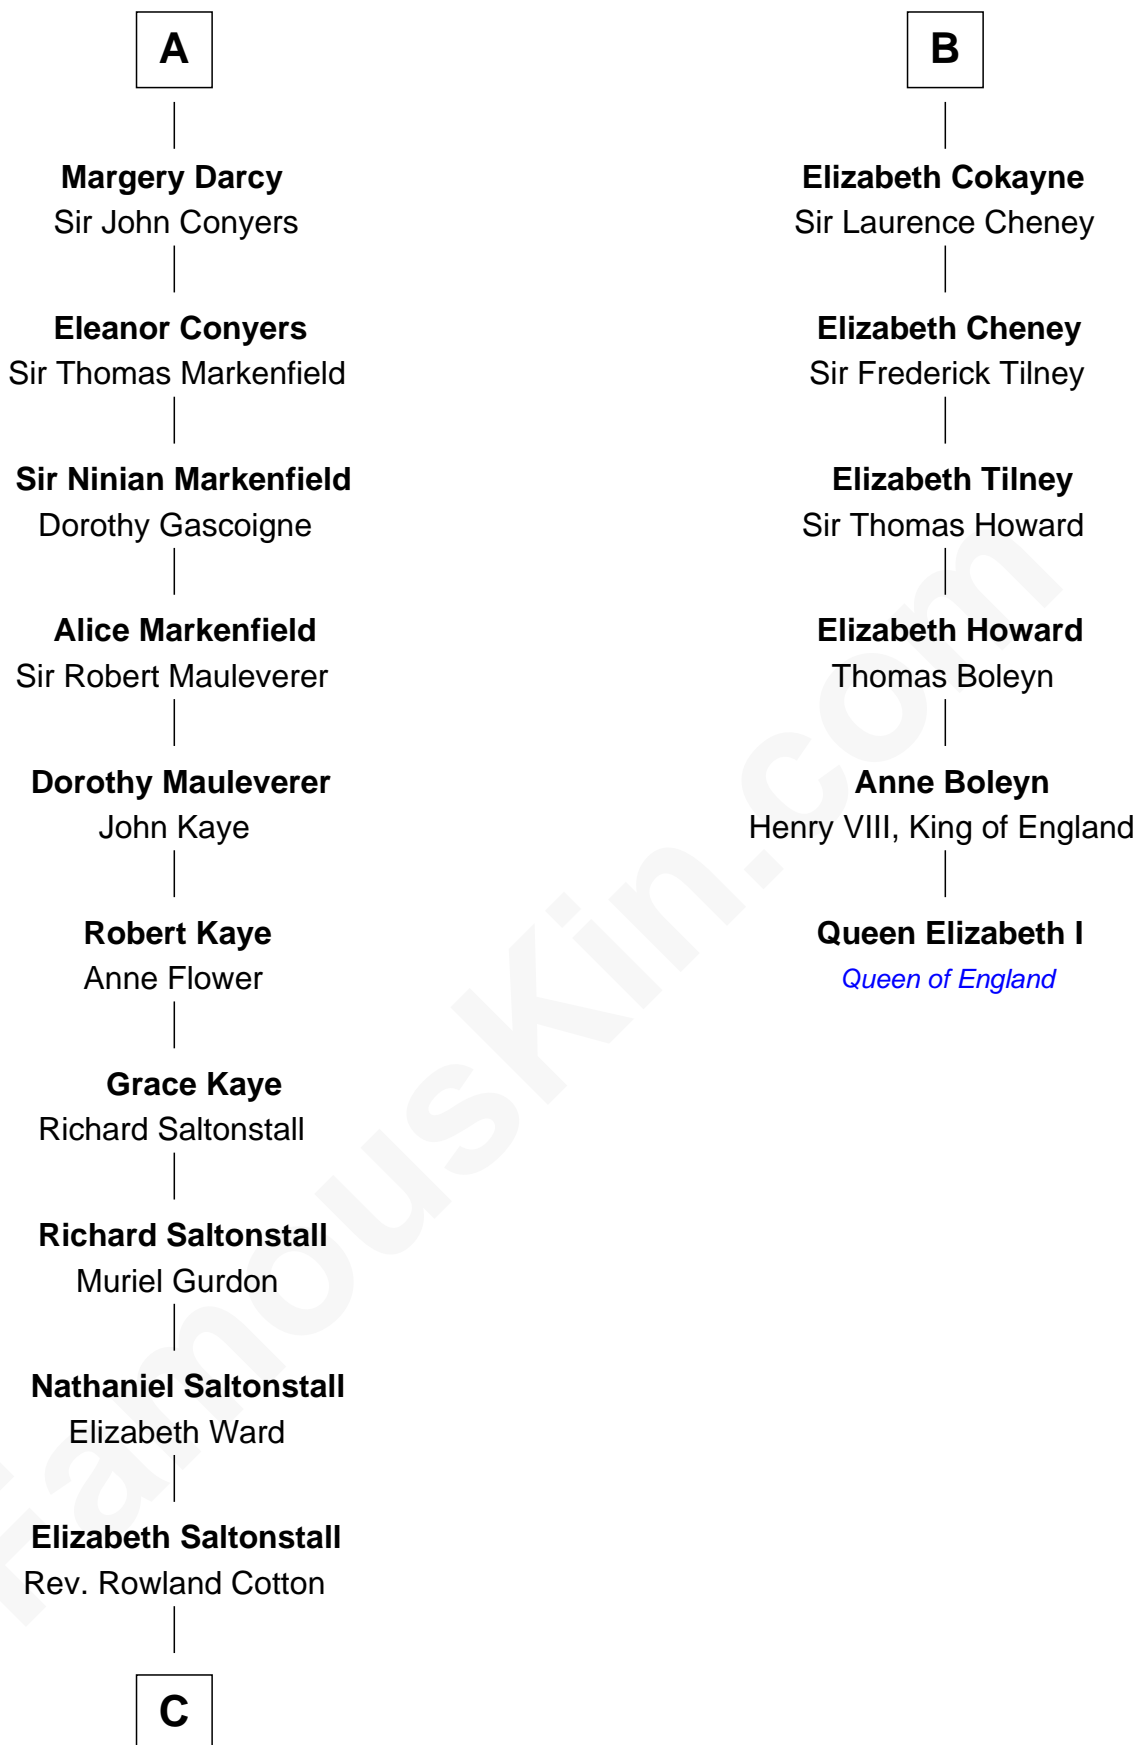 A
Margery Darcy
Sir John Conyers
Eleanor Conyers
Sir Thomas Markenfield
Sir Ninian Markenfield
Dorothy Gascoigne
Alice Markenfield
Sir Robert Mauleverer
Dorothy Mauleverer
John Kaye
Robert Kaye
Anne Flower
Grace Kaye
Richard Saltonstall
Richard Saltonstall
Muriel Gurdon
Nathaniel Saltonstall
Elizabeth Ward
Elizabeth Saltonstall
Rev. Rowland Cotton
C
B
Elizabeth Cokayne
Sir Laurence Cheney
Elizabeth Cheney
Sir Frederick Tilney
Elizabeth Tilney
Sir Thomas Howard
Elizabeth Howard
Thomas Boleyn
Anne Boleyn
Henry VIII, King of England
Queen Elizabeth I
Queen of England
FamousKin.com